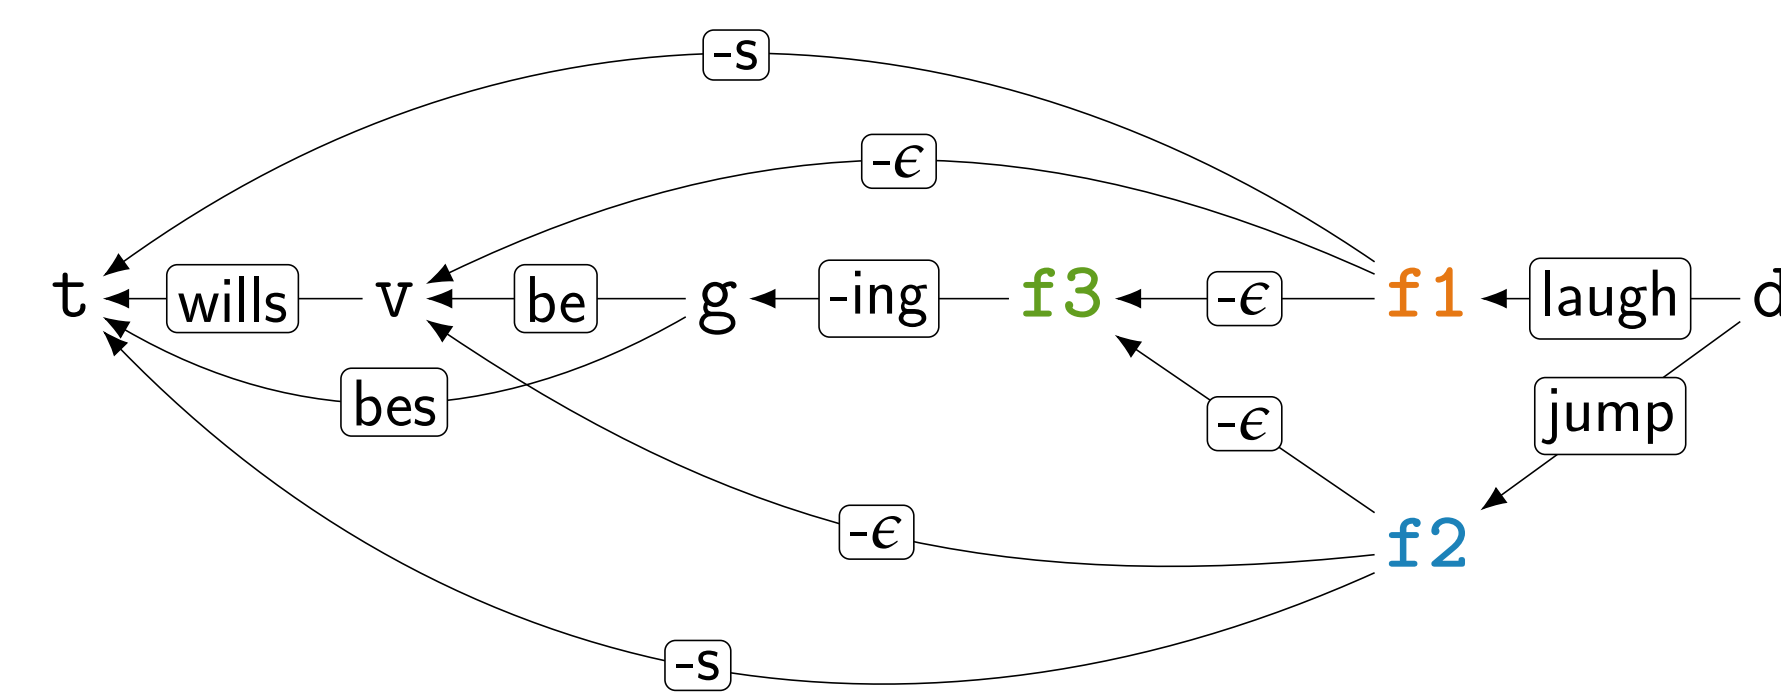 -s
-ϵ
t wills v be g -ing f3 -ϵ f1 laugh d
bes -ϵ jump
-ϵ f2
-s